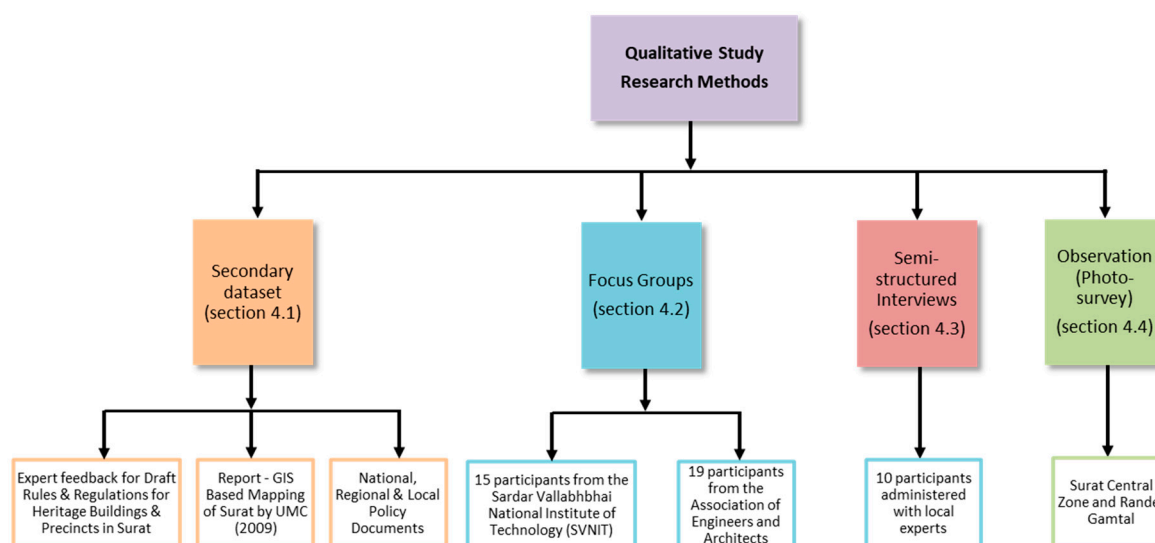 Qualitative Study
Research Methods
Secondary
dataset
(section 4.1)
Focus Groups
(section 4.2)
Semi-
structured
Interviews
(section 4.3)
Observation
(Photo-
survey)
(section 4.4)
Expert feedback for Draft
Rules & Regulations for
Heritage Buildings &
Precincts in Surat
Report - GIS
Based Mapping
of Surat by UMC
(2009)
National,
Regional & Local
Policy
Documents
15 participants from the
Sardar Vallabhbhai
National Institute of
Technology (SVNIT)
19 participants
from the
Association of
Engineers and
Architects
10 participants
administered
with local
experts
Surat Central
Zone and Rande
Gamtal